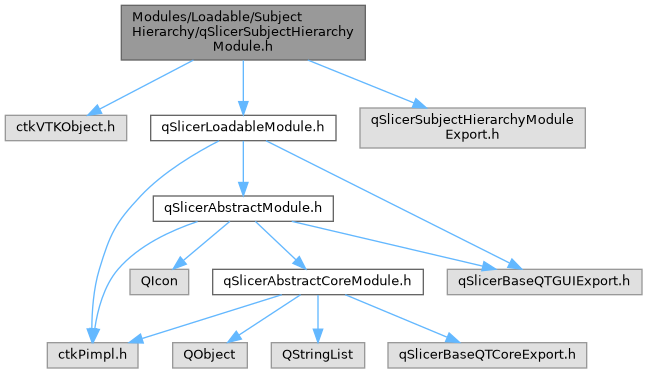 Modules/Loadable/Subject
Hierarchy/qSlicerSubjectHierarchy
Module.h
ctkVTKObject.h
qSlicerLoadableModule.h
qSlicerSubjectHierarchyModule
Export.h
qSlicerAbstractModule.h
QIcon
qSlicerAbstractCoreModule.h
qSlicerBaseQTGUIExport.h
ctkPimpl.h
QObject
QStringList
qSlicerBaseQTCoreExport.h